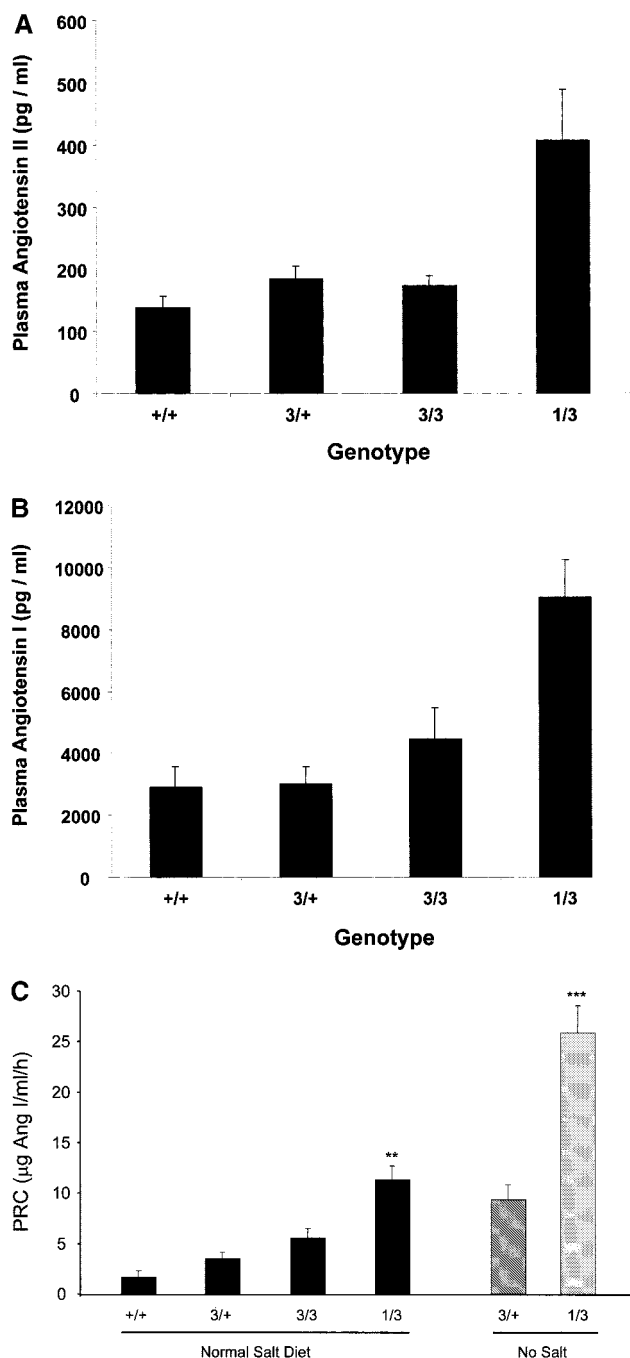 A
Plasma Angiotensin II (pg / ml)
600
500
400
300
200
100
0
+/+ 3/+ 3/3 1/3
Genotype
B
Plasma Angiotensin I (pg / ml)
12000
10000
8000
6000
4000
2000
0
+/+ 3/+ 3/3 1/3
Genotype
C
PRC (µg Ang I/ml/h)
30
25
20
15
10
5
0
**
***
+/+ 3/+ 3/3 1/3 3/+ 1/3
Normal Salt Diet No Salt